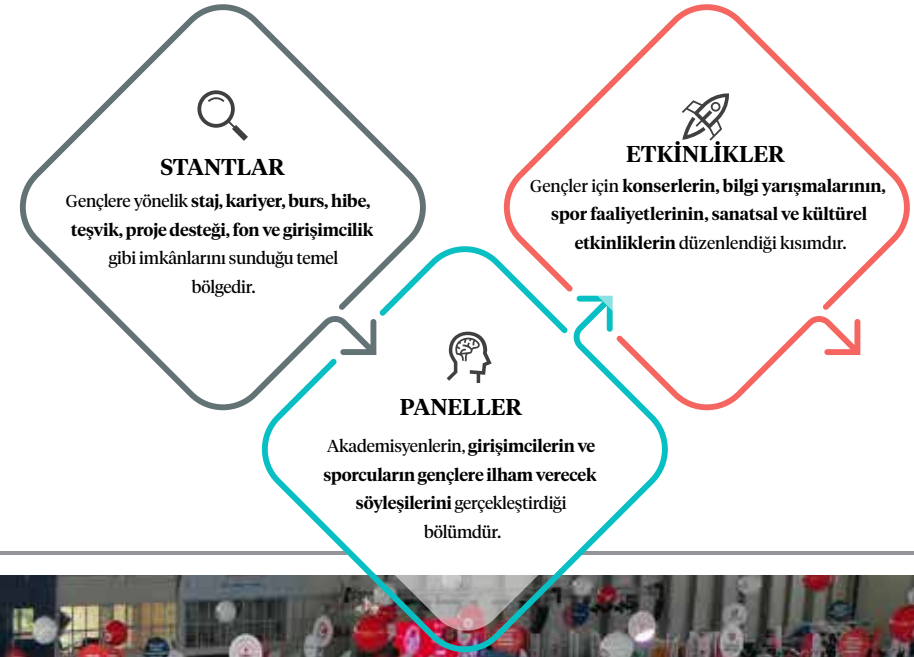 STANTLAR
Gençlere yönelik staj, kariyer, burs, hibe,
teşvik, proje desteği, fon ve girişimcilik
gibi imkânlarını sunduğu temel
bölgedir.
ETKİNLİKLER
Gençler için konserlerin, bilgi yarışmalarının,
spor faaliyetlerinin, sanatsal ve kültürel
etkinliklerin düzenlendiği kısımdır.
PANELLER
Akademisyenlerin, girişimcilerin ve
sporcuların gençlere ilham verecek
söyleşilerini gerçekleştirdiği
bölümdür.